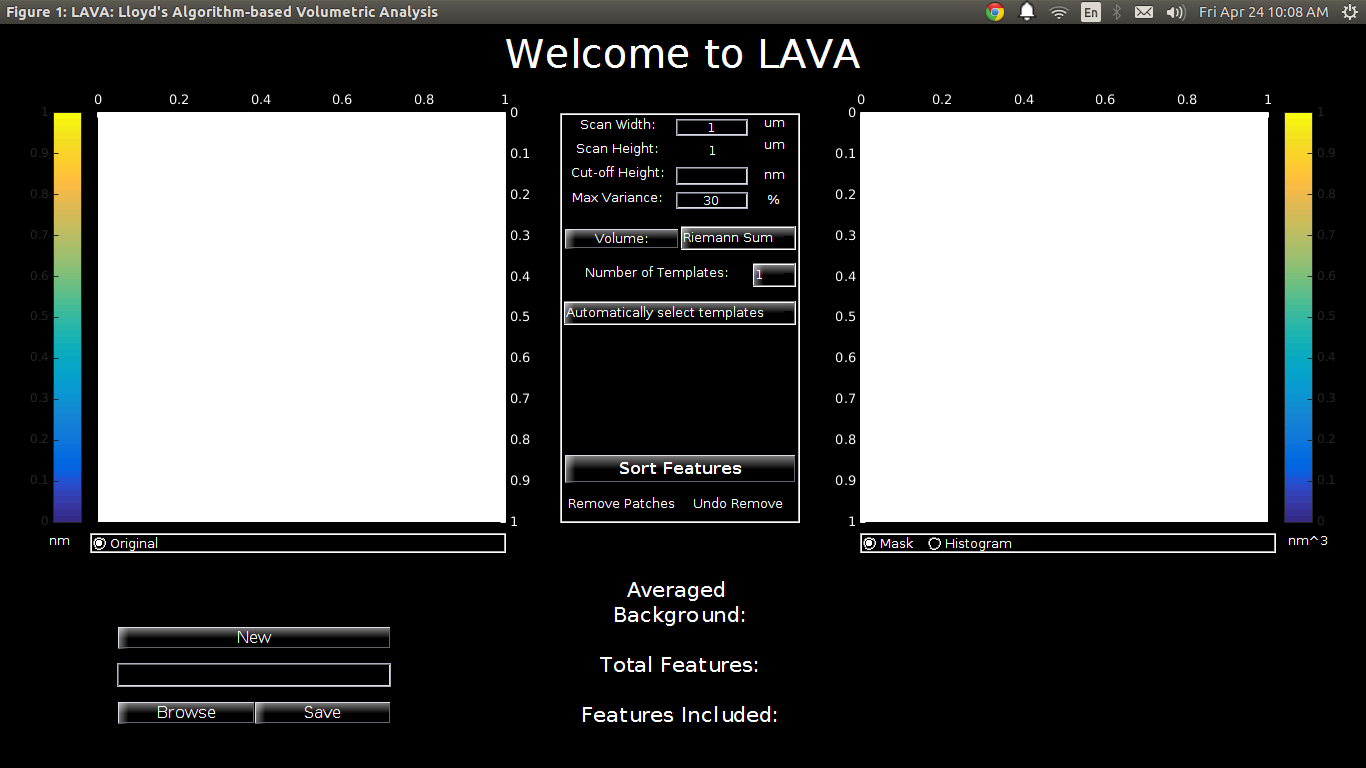 Figure 1: LAVA: Lloyd's Algorithm-based Volumetric Analysis
En
Fri Apr 24 10:08 AM
Welcome to LAVA
0 0.2 0.4 0.6 0.8 1
1
0.9
0.8
0.7
0.6
0.5
0.4
0.3
0.2
0.1
0
nm
0
0.1
0.2
0.3
0.4
0.5
0.6
0.7
0.8
0.9
1
Original
Scan Width: 1 um
Scan Height: 1 um
Cut-off Height: nm
Max Variance: 30 %
Volume: Riemann Sum
Number of Templates: 1
Automatically select templates
Sort Features
Remove Patches Undo Remove
0 0.2 0.4 0.6 0.8 1
0
0.1
0.2
0.3
0.4
0.5
0.6
0.7
0.8
0.9
1
1
0.9
0.8
0.7
0.6
0.5
0.4
0.3
0.2
0.1
0
nm^3
Mask Histogram
New
Browse Save
Averaged
Background:
Total Features:
Features Included: